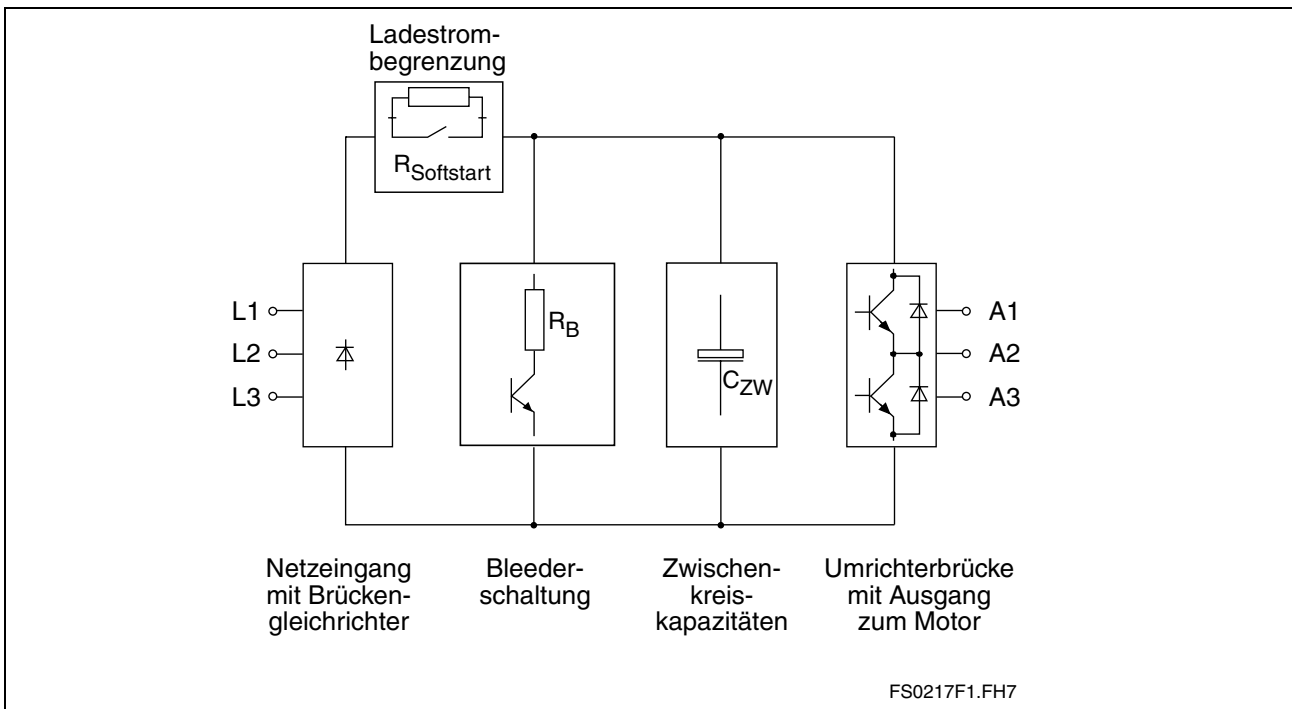 Ladestrom-
begrenzung
RSoftstart
L1
L2
L3
RB
CZW
A1
A2
A3
Netzeingang
mit Brücken-
gleichrichter
Bleeder-
schaltung
Zwischen-
kreis-
kapazitäten
Umrichterbrücke
mit Ausgang
zum Motor
FS0217F1.FH7